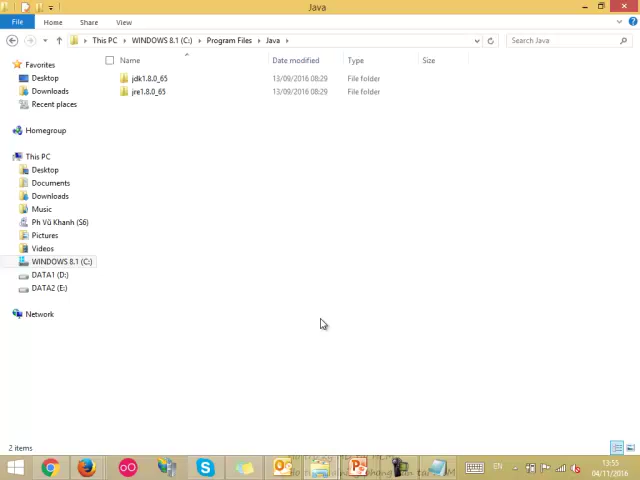 Java
File Home Share View
This PC WINDOWS 8.1 (C:) Program Files Java
Search Java
Name Date modified Type Size
jdk1.8.0_65 13/09/2016 08:29 File folder
jre1.8.0_65 13/09/2016 08:29 File folder
Favorites
Desktop
Downloads
Recent places
Homegroup
This PC
Desktop
Documents
Downloads
Music
Ph Vũ Khanh (S6)
Pictures
Videos
WINDOWS 8.1 (C:)
DATA1 (D:)
DATA2 (E:)
Network
2 items
EN
13:55
04/11/2016